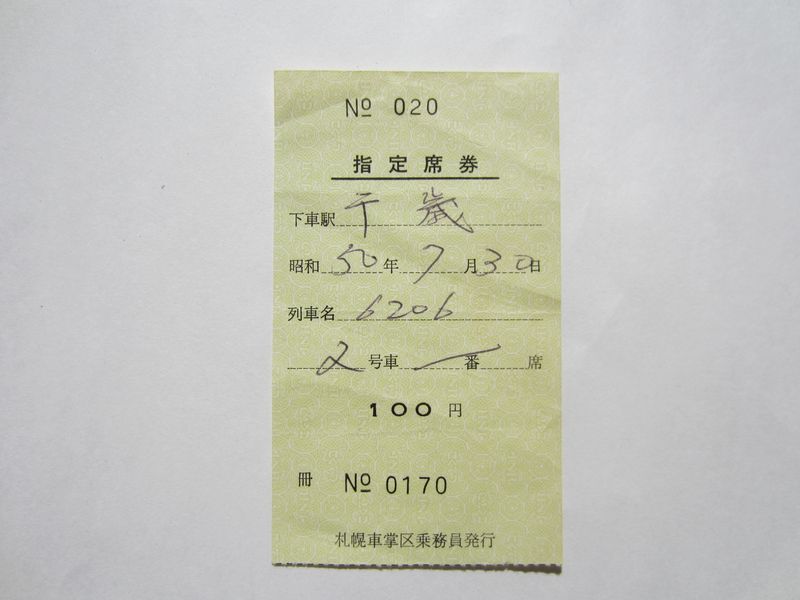 № 020
指定席券
下車駅 千歳
昭和 50 年 7 月 30 日
列車名 6206
2 号車 ー 番 席
100 円
冊 № 0170
札幌車掌区乗務員発行